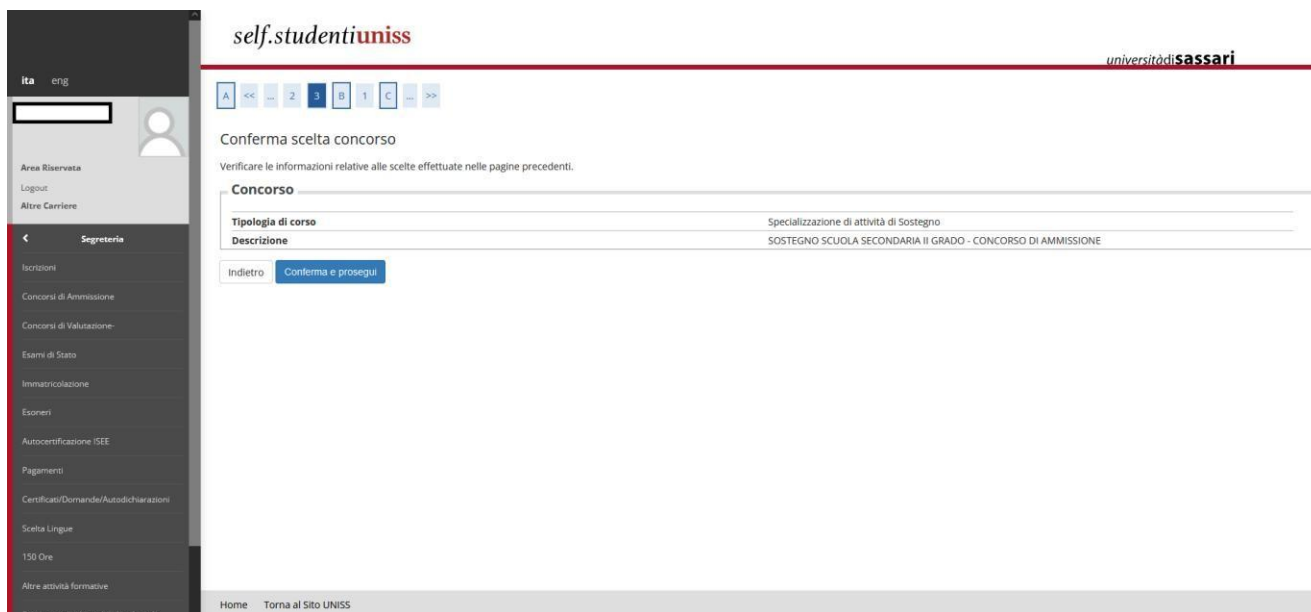 self.studentiuniss
universitàdisassari
ita eng
Area Riservata
Logout
Altre Carriere
Segreteria
Iscrizioni
Concorsi di Ammissione
Concorsi di Valutazione-
Esami di Stato
Immatricolazione
Esoneri
Autocertificazione ISEE
Pagamenti
Certificati/Domande/Autodichiarazioni
Scelta Lingue
150 Ore
Altre attività formative
A << ... 2 3 B 1 C ... >>
Conferma scelta concorso
Verificare le informazioni relative alle scelte effettuate nelle pagine precedenti.
Concorso
Tipologia di corso Specializzazione di attività di Sostegno
Descrizione SOSTEGNO SCUOLA SECONDARIA II GRADO - CONCORSO DI AMMISSIONE
Indietro Conferma e prosegui
Home Torna al Sito UNISS